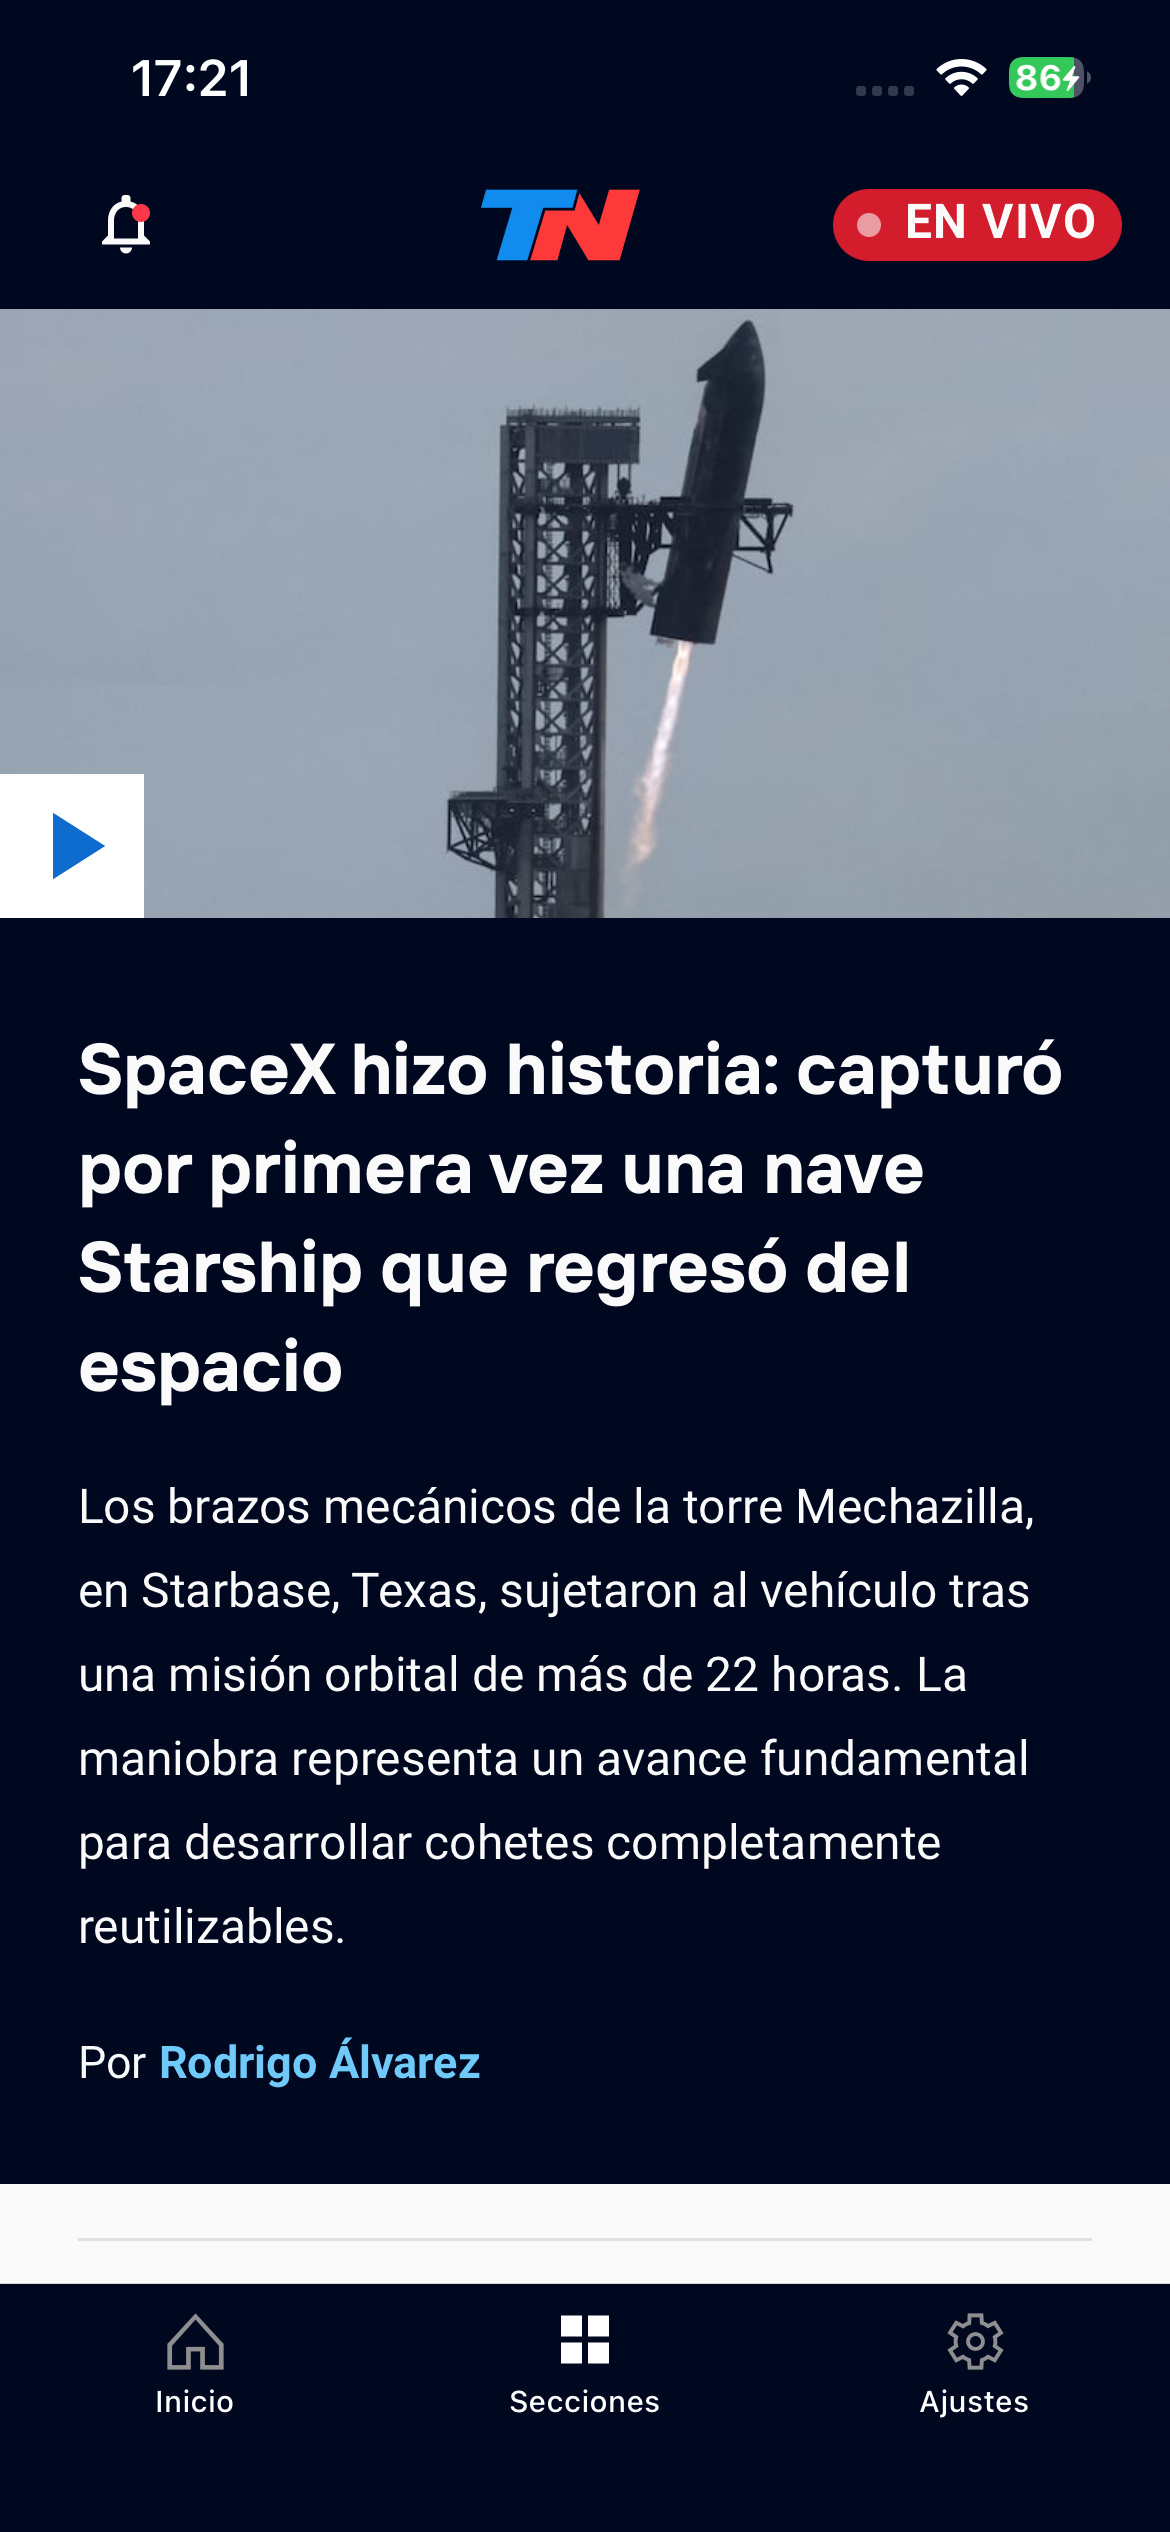 17:21
86
TN
EN VIVO
SpaceX hizo historia: capturó
por primera vez una nave
Starship que regresó del
espacio
Los brazos mecánicos de la torre Mechazilla,
en Starbase, Texas, sujetaron al vehículo tras
una misión orbital de más de 22 horas. La
maniobra representa un avance fundamental
para desarrollar cohetes completamente
reutilizables.
Por Rodrigo Álvarez
Inicio
Secciones
Ajustes